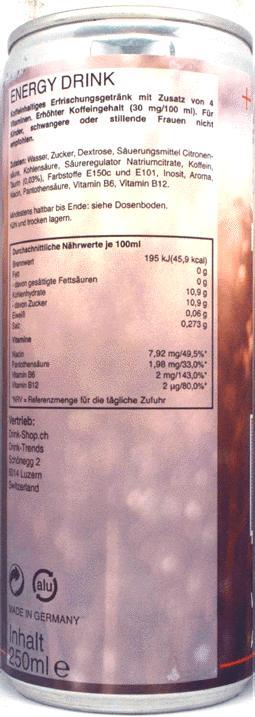 ENERGY DRINK
Koffeinhaltiges Erfrischungsgetränk mit Zusatz von 4
Vitaminen. Erhöhter Koffeingehalt (30 mg/100 ml). Für
Kinder, schwangere oder stillende Frauen nicht
empfohlen.
Zutaten: Wasser, Zucker, Dextrose, Säuerungsmittel Citronen-
säure, Kohlensäure, Säureregulator Natriumcitrate, Koffein,
Taurin (0,03%), Farbstoffe E150c und E101, Inosit, Aroma,
Niacin, Pantothensäure, Vitamin B6, Vitamin B12.
Mindestens haltbar bis Ende: siehe Dosenboden.
Kühl und trocken lagern.
Durchschnittliche Nährwerte je 100ml
Brennwert 195 kJ(45,9 kcal)
Fett 0 g
- davon gesättigte Fettsäuren 0 g
Kohlenhydrate 10,9 g
- davon Zucker 10,9 g
Eiweiß 0,06 g
Salz 0,273 g
Vitamine
Niacin 7,92 mg/49,5%*
Pantothensäure 1,98 mg/33,0%*
Vitamin B6 2 mg/143,0%*
Vitamin B12 2 µg/80,0%*
*NRV = Referenzmenge für die tägliche Zufuhr
Vertrieb:
Drink-Shop.ch
Drink-Trends
Schönegg 2
6014 Luzern
Switzerland
alu
MADE IN GERMANY
Inhalt
250ml e